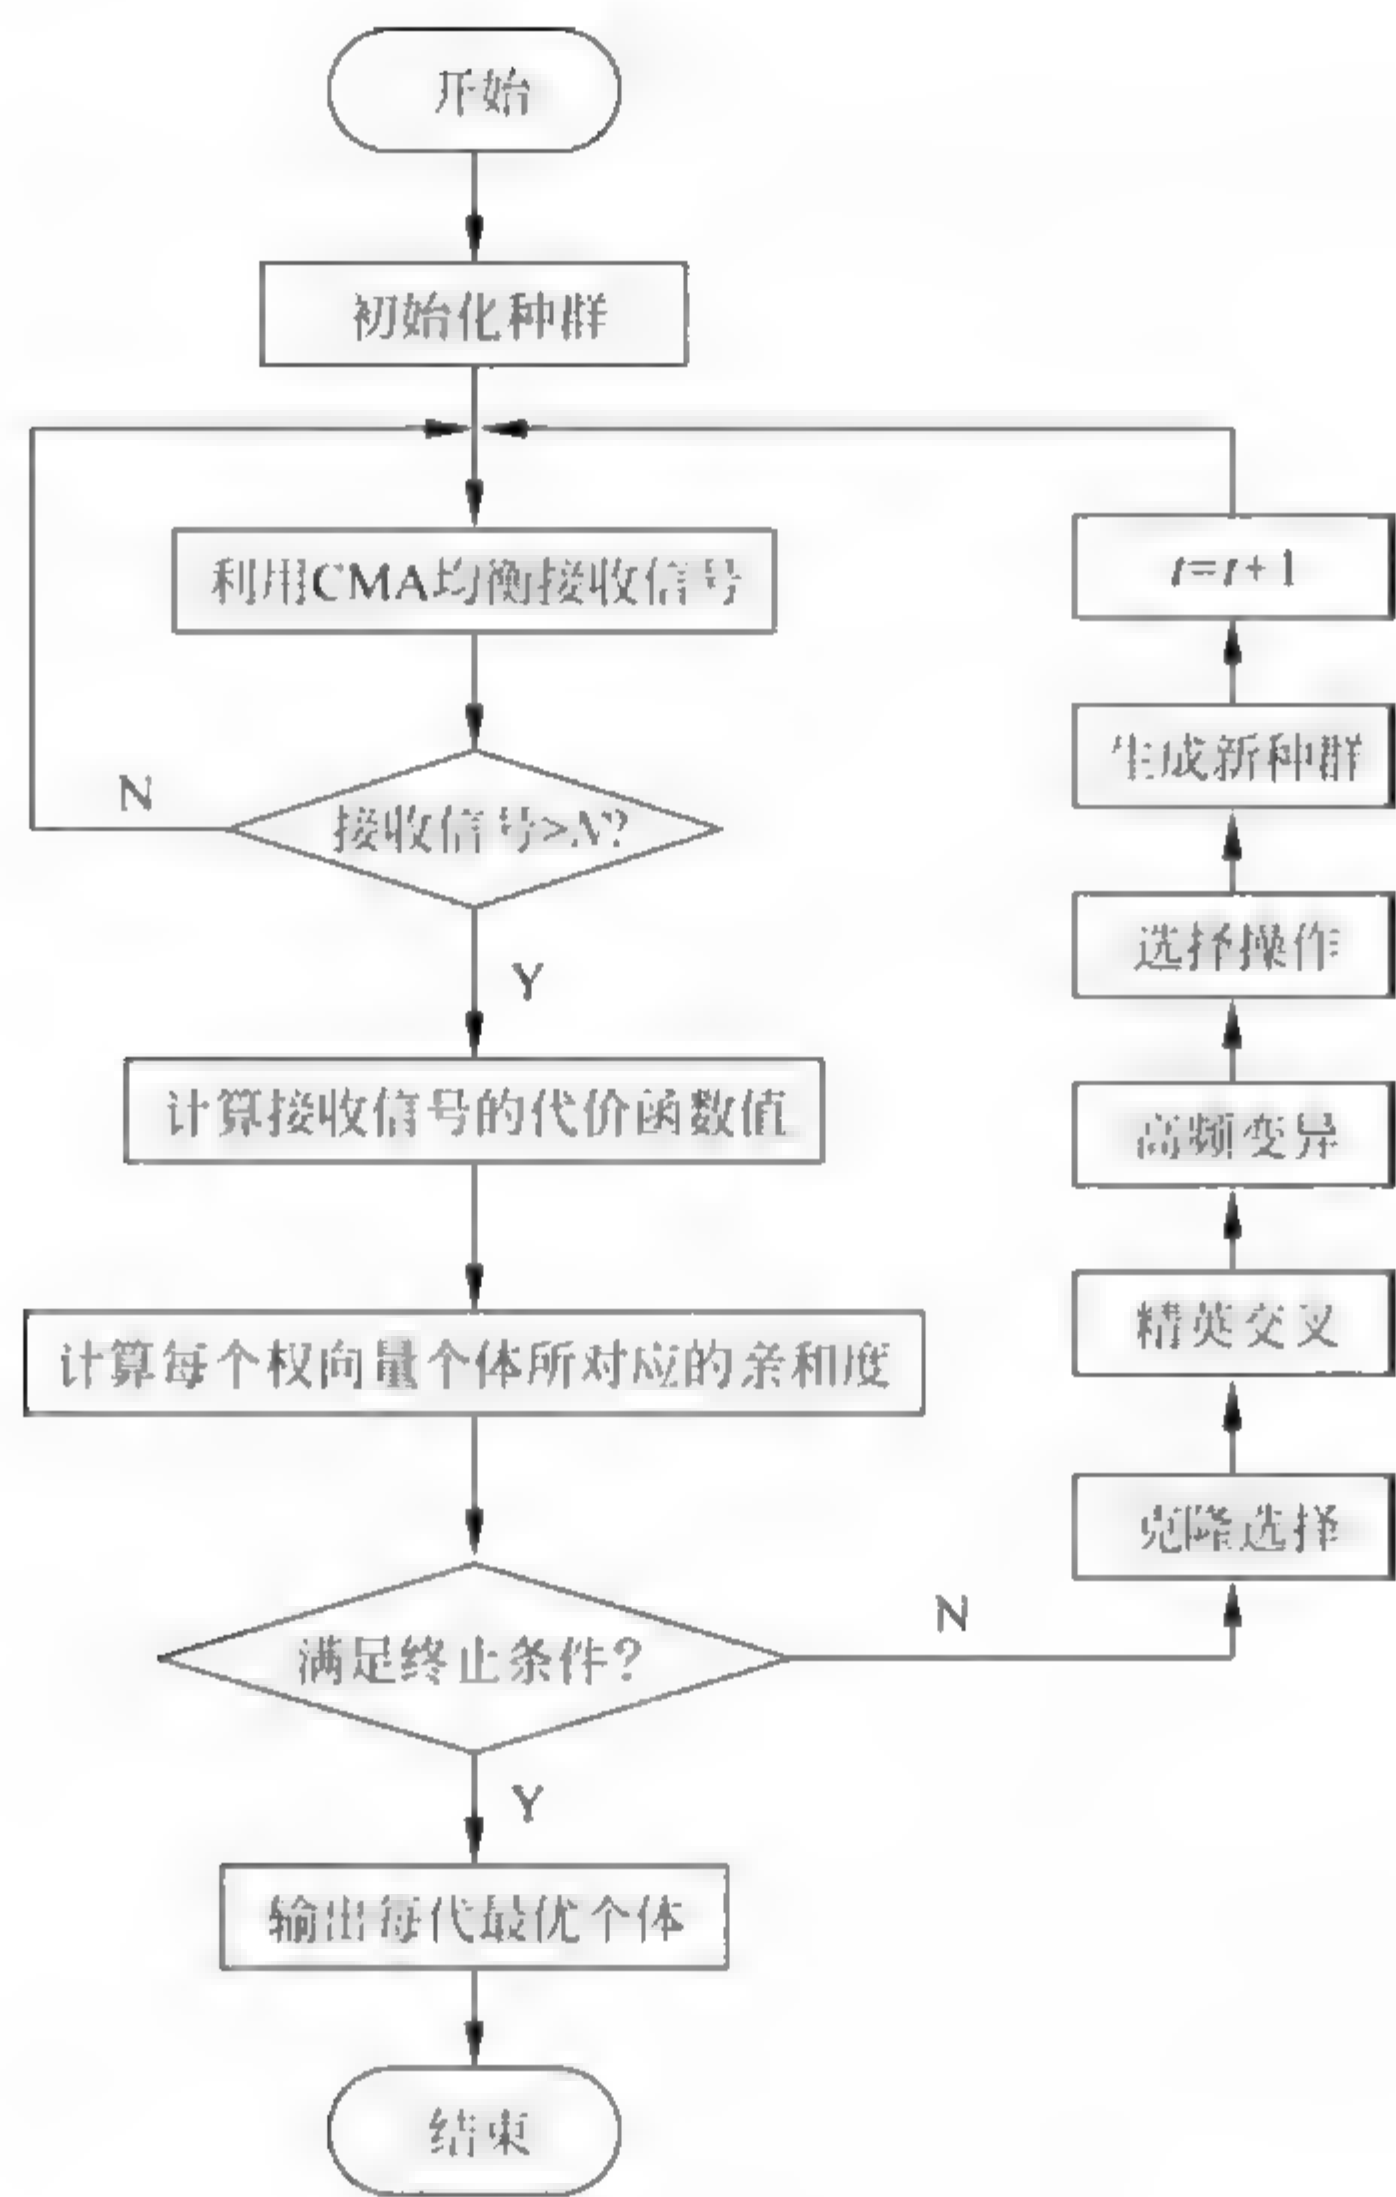 开始
初始化种群
利用CMA均衡接收信号
N
接收信号>N?
Y
计算接收信号的代价函数值
计算每个权向量个体所对应的亲和度
满足终止条件?
N
Y
输出每代最优个体
结束
t=t+1
生成新种群
选择操作
高频变异
精英交叉
克隆选择